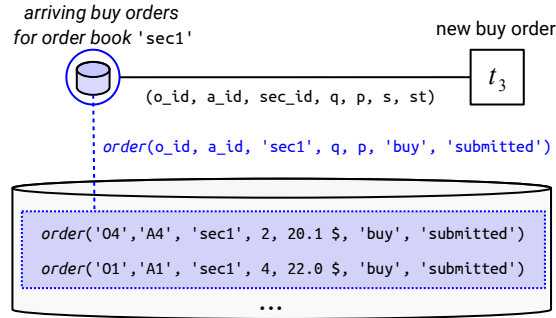 arriving buy orders
for order book 'sec1'
new buy order
t3
(o_id, a_id, sec_id, q, p, s, st)
order(o_id, a_id, 'sec1', q, p, 'buy', 'submitted')
order('O4','A4', 'sec1', 2, 20.1 $, 'buy', 'submitted')
order('O1','A1', 'sec1', 4, 22.0 $, 'buy', 'submitted')
...